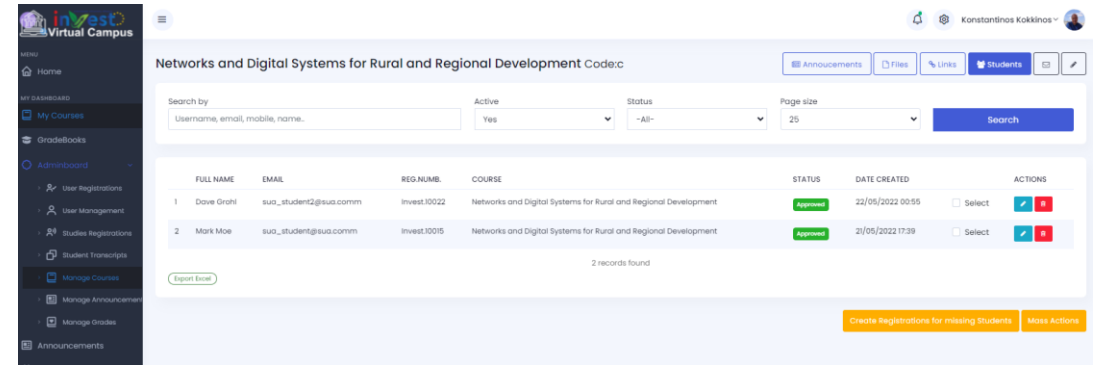 invest
Virtual Campus
Konstantinos Kokkinos
MENU
Home
MY DASHBOARD
My Courses
GradeBooks
Adminboard
User Registrations
User Management
Studies Registrations
Student Transcripts
Manage Courses
Manage Announcement
Manage Grades
Announcements
Networks and Digital Systems for Rural and Regional Development Code:c
Annoucements
Files
Links
Students
Search by
Active
Status
Page size
Username, email, mobile, name..
Yes
-All-
25
Search
FULL NAME EMAIL REG.NUMB. COURSE STATUS DATE CREATED ACTIONS
1 Dave Grohl sua_student2@sua.comm Invest.10022 Networks and Digital Systems for Rural and Regional Development Approved 22/05/2022 00:55 Select
2 Mark Moe sua_student@sua.comm Invest.10015 Networks and Digital Systems for Rural and Regional Development Approved 21/05/2022 17:39 Select
2 records found
Export Excel
Create Registrations for missing Students
Mass Actions